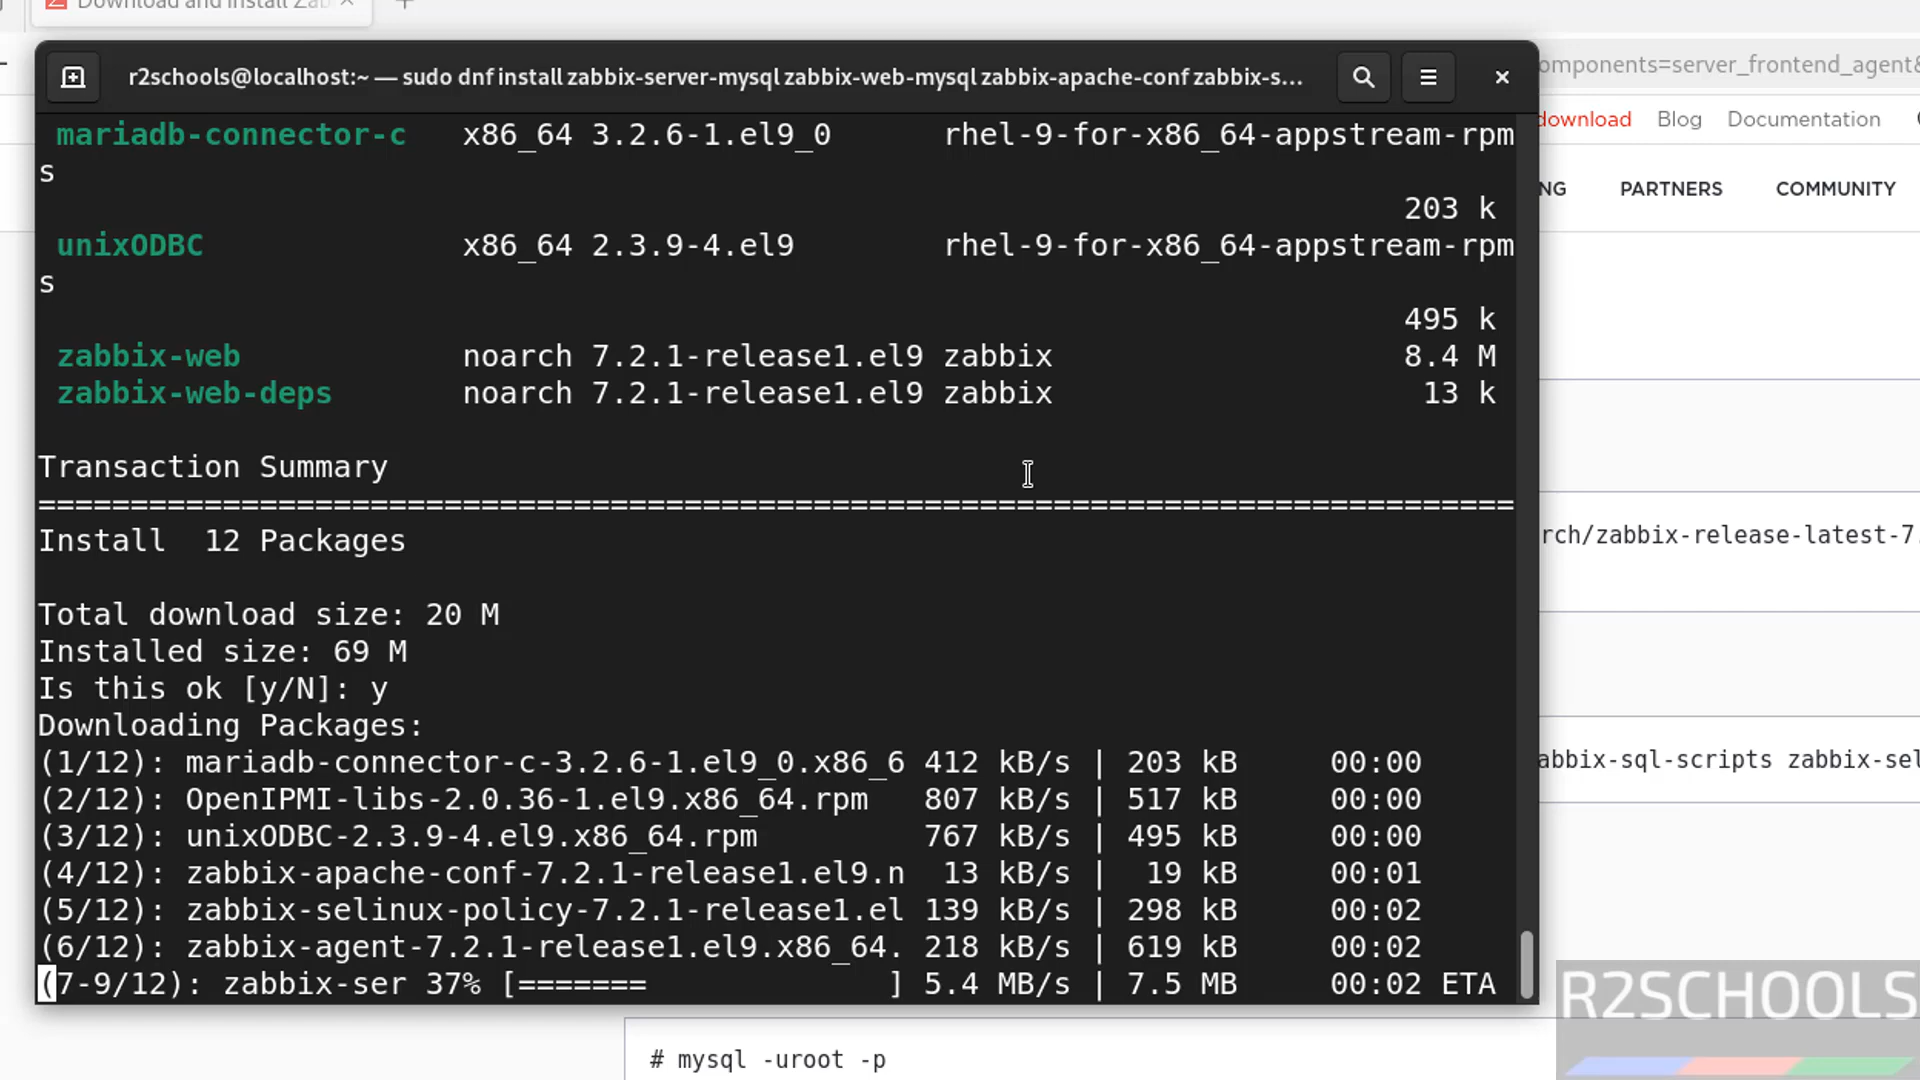 Download and install Zab
r2schools@localhost:~ — sudo dnf install zabbix-server-mysql zabbix-web-mysql zabbix-apache-conf zabbix-s...
omponents=server_frontend_agent&
download Blog Documentation
NG PARTNERS COMMUNITY
mariadb-connector-c x86_64 3.2.6-1.el9_0 rhel-9-for-x86_64-appstream-rpm
s
203 k
unixODBC x86_64 2.3.9-4.el9 rhel-9-for-x86_64-appstream-rpm
s
495 k
zabbix-web noarch 7.2.1-release1.el9 zabbix 8.4 M
zabbix-web-deps noarch 7.2.1-release1.el9 zabbix 13 k
Transaction Summary
================================================================================
Install 12 Packages
rch/zabbix-release-latest-7.
Total download size: 20 M
Installed size: 69 M
Is this ok [y/N]: y
Downloading Packages:
(1/12): mariadb-connector-c-3.2.6-1.el9_0.x86_6 412 kB/s | 203 kB 00:00
abbix-sql-scripts zabbix-sel
(2/12): OpenIPMI-libs-2.0.36-1.el9.x86_64.rpm 807 kB/s | 517 kB 00:00
(3/12): unixODBC-2.3.9-4.el9.x86_64.rpm 767 kB/s | 495 kB 00:00
(4/12): zabbix-apache-conf-7.2.1-release1.el9.n 13 kB/s | 19 kB 00:01
(5/12): zabbix-selinux-policy-7.2.1-release1.el 139 kB/s | 298 kB 00:02
(6/12): zabbix-agent-7.2.1-release1.el9.x86_64. 218 kB/s | 619 kB 00:02
(7-9/12): zabbix-ser 37% [======= ] 5.4 MB/s | 7.5 MB 00:02 ETA
R2SCHOOLS
# mysql -uroot -p